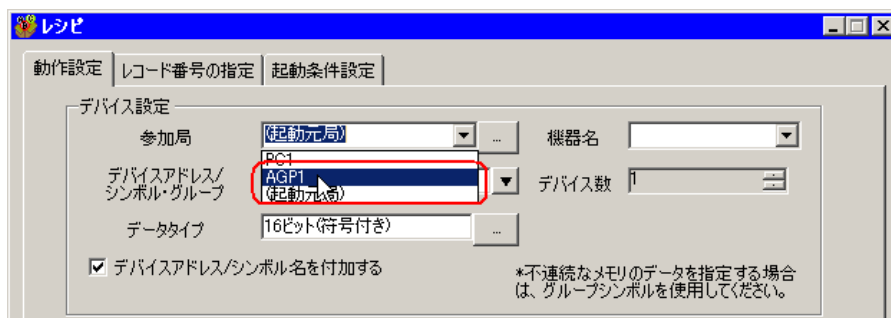 レシピ
動作設定 レコード番号の指定 起動条件設定
デバイス設定
参加局 (起動元局) ... 機器名
PC1
AGP1
(起動元局)
デバイスアドレス/
シンボル・グループ
デバイス数 1
データタイプ 16ビット(符号付き) ...
デバイスアドレス/シンボル名を付加する
*不連続なメモリのデータを指定する場合
は、グループシンボルを使用してください。